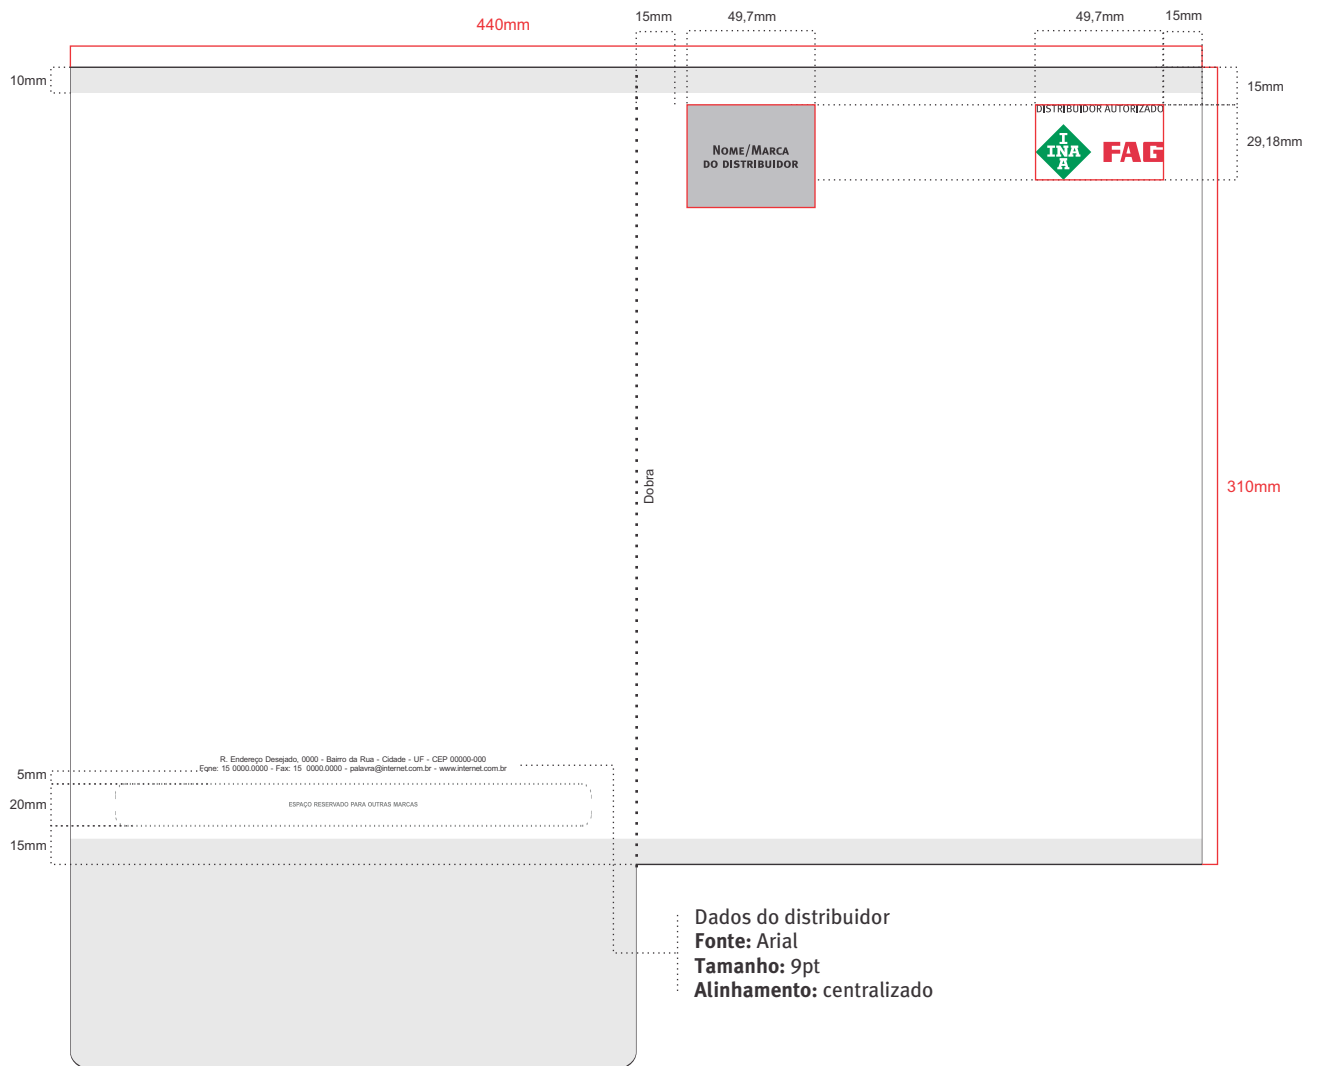 440mm
15mm
49,7mm
49,7mm
15mm
10mm
15mm
DISTRIBUIDOR AUTORIZADO
NOME/MARCA
DO DISTRIBUIDOR
INA
INA
FAG
29,18mm
Dobra
310mm
R. Endereço Desejado, 0000 - Bairro da Rua - Cidade - UF - CEP 00000-000
Fone: 15 0000.0000 - Fax: 15 0000.0000 - palavra@internet.com.br - www.internet.com.br
5mm
20mm
ESPAÇO RESERVADO PARA OUTRAS MARCAS
15mm
Dados do distribuidor
Fonte: Arial
Tamanho: 9pt
Alinhamento: centralizado